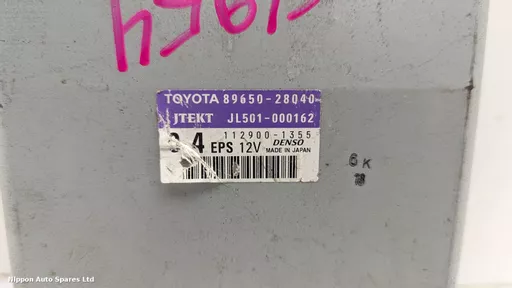 TOYOTA 89650-28040
JTEKT JL501-000162
112900-1355
EPS 12V DENSO
MADE IN JAPAN
6K
Nippon Auto Spares Ltd